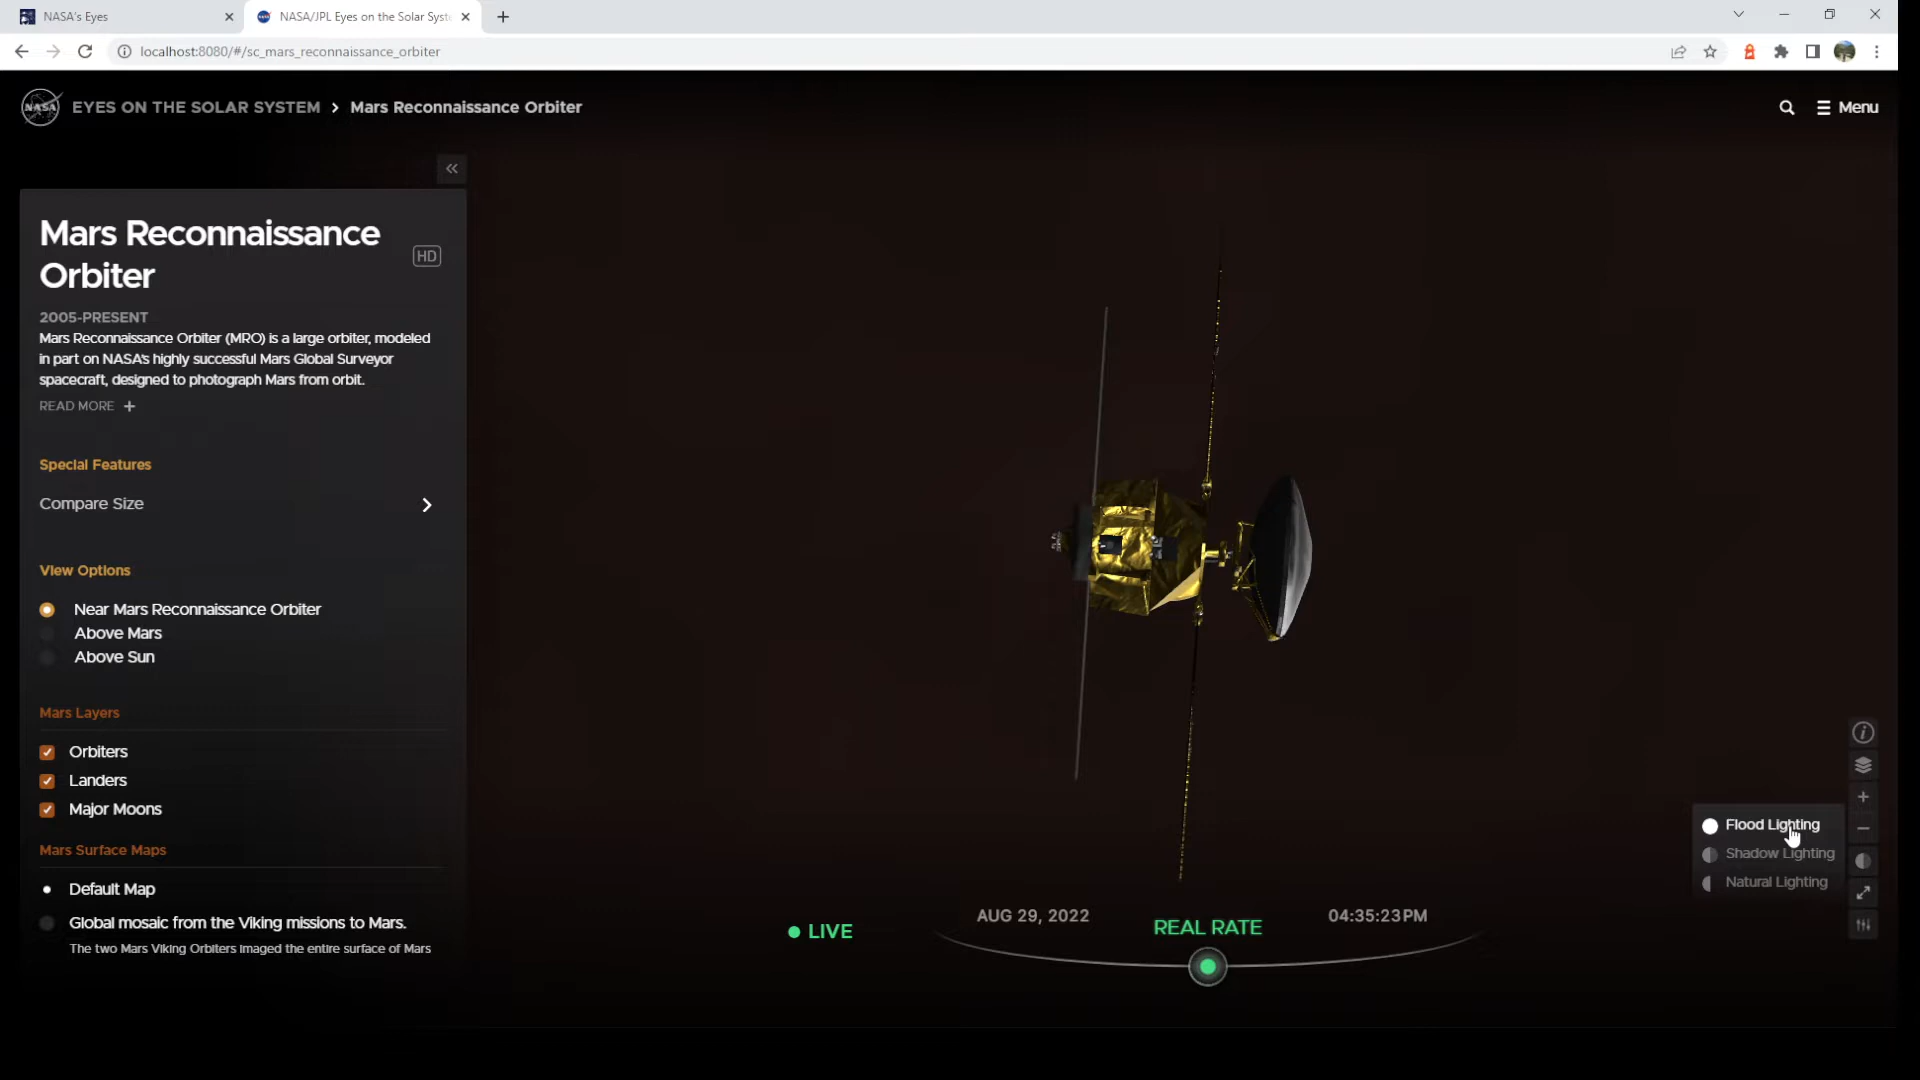 NASA's Eyes
NASA/JPL Eyes on the Solar Syst
localhost:8080/#/sc_mars_reconnaissance_orbiter
NASA
EYES ON THE SOLAR SYSTEM > Mars Reconnaissance Orbiter
Menu
Mars Reconnaissance
Orbiter
HD
2005-PRESENT
Mars Reconnaissance Orbiter (MRO) is a large orbiter, modeled
in part on NASA's highly successful Mars Global Surveyor
spacecraft, designed to photograph Mars from orbit.
READ MORE +
Special Features
Compare Size
View Options
Near Mars Reconnaissance Orbiter
Above Mars
Above Sun
Mars Layers
Orbiters
Landers
Major Moons
Mars Surface Maps
Default Map
Global mosaic from the Viking missions to Mars.
The two Mars Viking Orbiters imaged the entire surface of Mars
Flood Lighting
Shadow Lighting
Natural Lighting
LIVE
AUG 29, 2022
REAL RATE
04:35:23PM